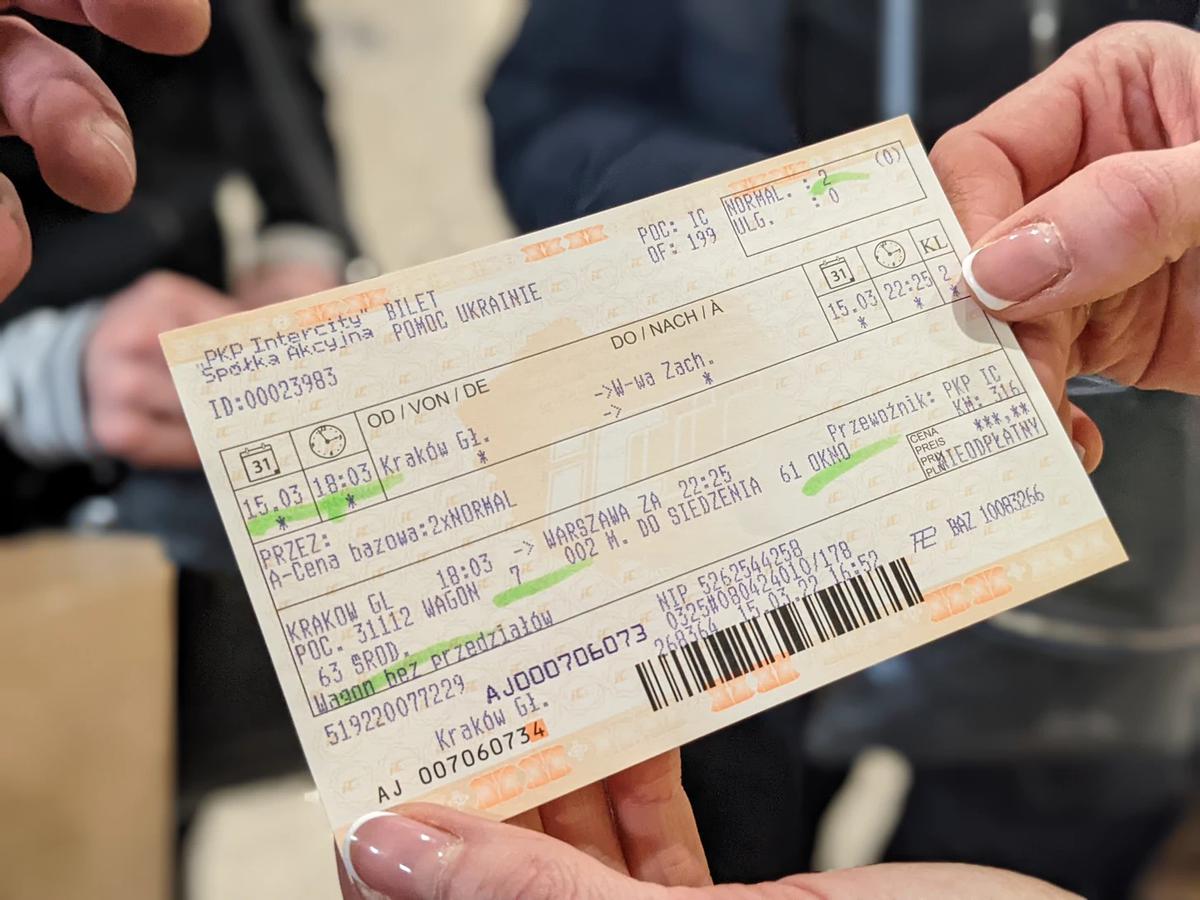 "PKP Intercity" BILET
Spółka Akcyjna POMOC UKRAINIE
ID:00023983
POC: IC
OF: 199
NORMAL. : 2 (0)
ULG. : 0
31 OD / VON / DE DO / NACH / À 31 KL
15.03 18:03 Kraków Gł. ->W-wa Zach. 15.03 22:25 2
* * * -> * * * *
PRZEZ:
A-Cena bazowa:2xNORMAL
Przewoźnik: PKP IC
KM: 316
KRAKOW GL 18:03 -> WARSZAWA ZA 22:25
POC. 31112 WAGON 7 002 M. DO SIEDZENIA 61 OKNO
63 ŚROD.
Wagon bez przedziałów
CENA
PREIS
PRIX
PLN
***,**
NIEODPŁATNY
519220077229 AJ000706073
NIP 5262544258
0325#080424010/178
268364 15.03.22 16:52
BAZ 10083266
Kraków Gł.
AJ 007060734